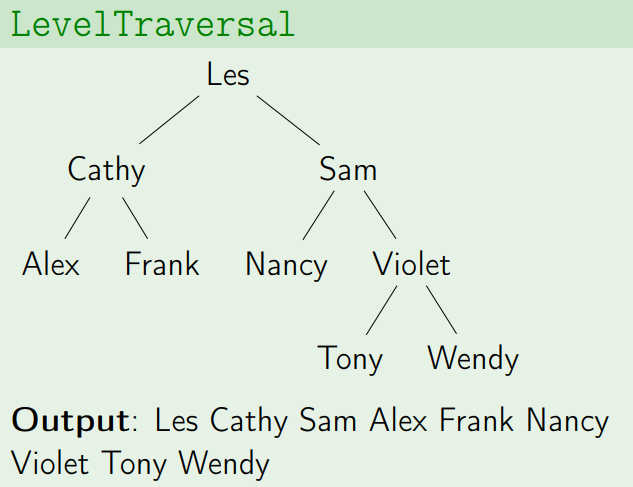 LevelTraversal
Les
Cathy Sam
Alex Frank Nancy Violet
Tony Wendy
Output: Les Cathy Sam Alex Frank Nancy
Violet Tony Wendy